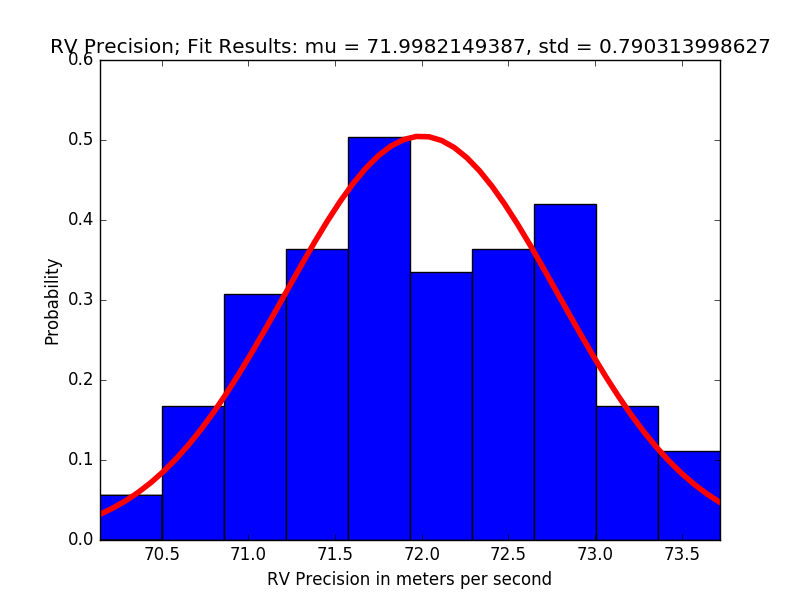 RV Precision; Fit Results: mu = 71.9982149387, std = 0.790313998627
0.6
0.5
0.4
0.3
0.2
0.1
0.0
Probability
70.5 71.0 71.5 72.0 72.5 73.0 73.5
RV Precision in meters per second